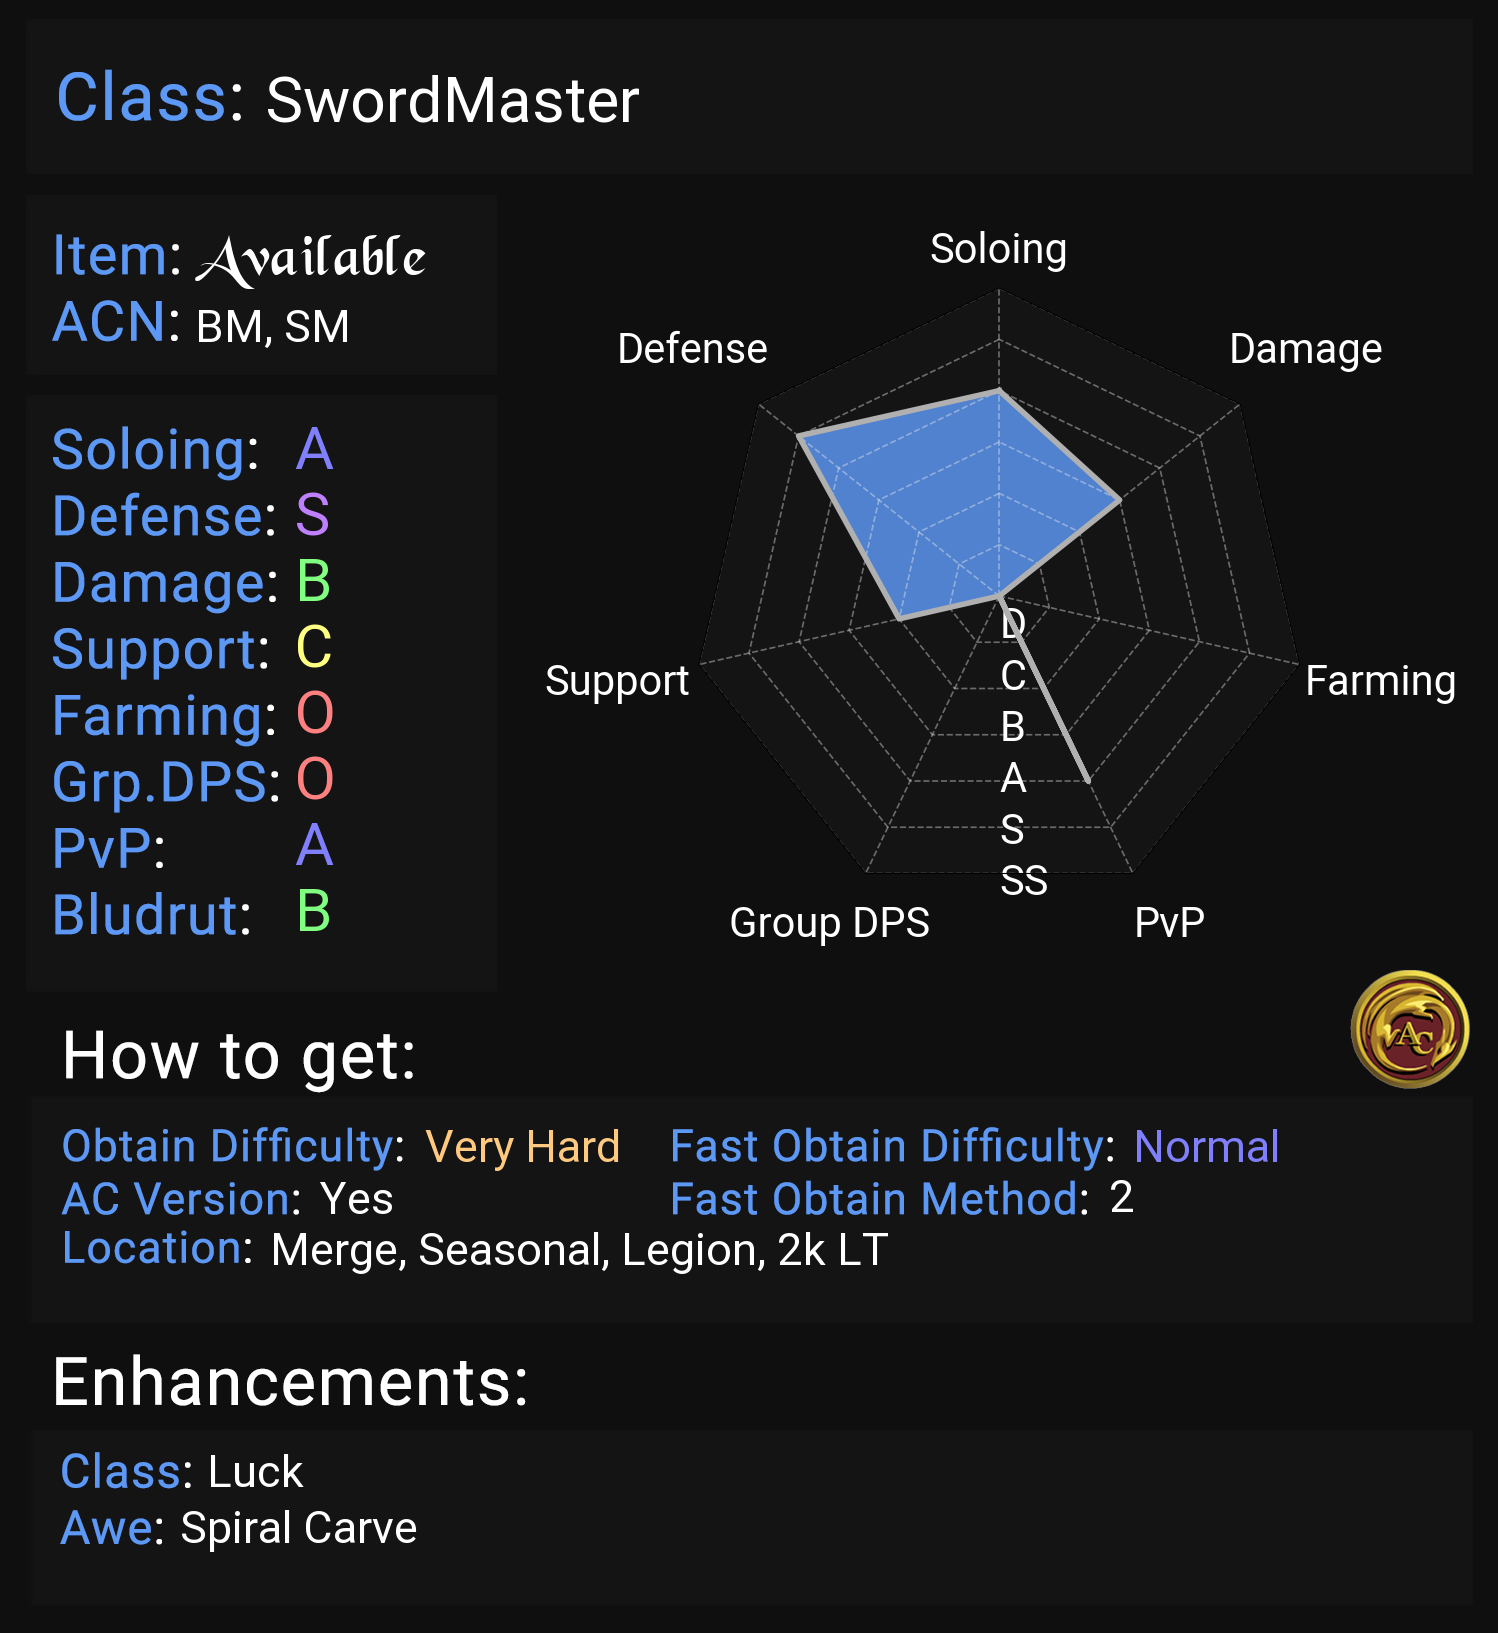 Class: SwordMaster
Item: Available
ACN: BM, SM
Soloing: A
Defense: S
Damage: B
Support: C
Farming: O
Grp.DPS: O
PvP: A
Bludrut: B
Soloing
Defense
Damage
Support
Farming
D
C
B
A
S
SS
Group DPS
PvP
VAC
How to get:
Obtain Difficulty: Very Hard
Fast Obtain Difficulty: Normal
AC Version: Yes
Fast Obtain Method: 2
Location: Merge, Seasonal, Legion, 2k LT
Enhancements:
Class: Luck
Awe: Spiral Carve